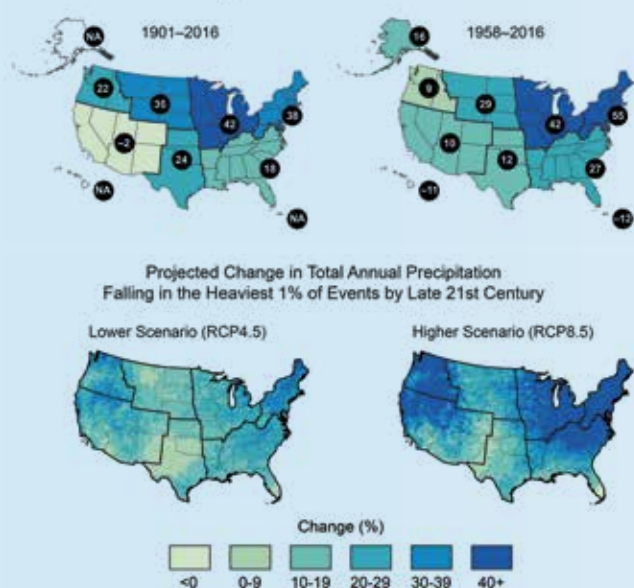 1901–2016
1958–2016
NA
22
35
42
38
-2
24
18
NA
NA
16
9
29
42
55
10
12
27
-11
-12
Projected Change in Total Annual Precipitation
Falling in the Heaviest 1% of Events by Late 21st Century
Lower Scenario (RCP4.5)
Higher Scenario (RCP8.5)
Change (%)
<0 0-9 10-19 20-29 30-39 40+